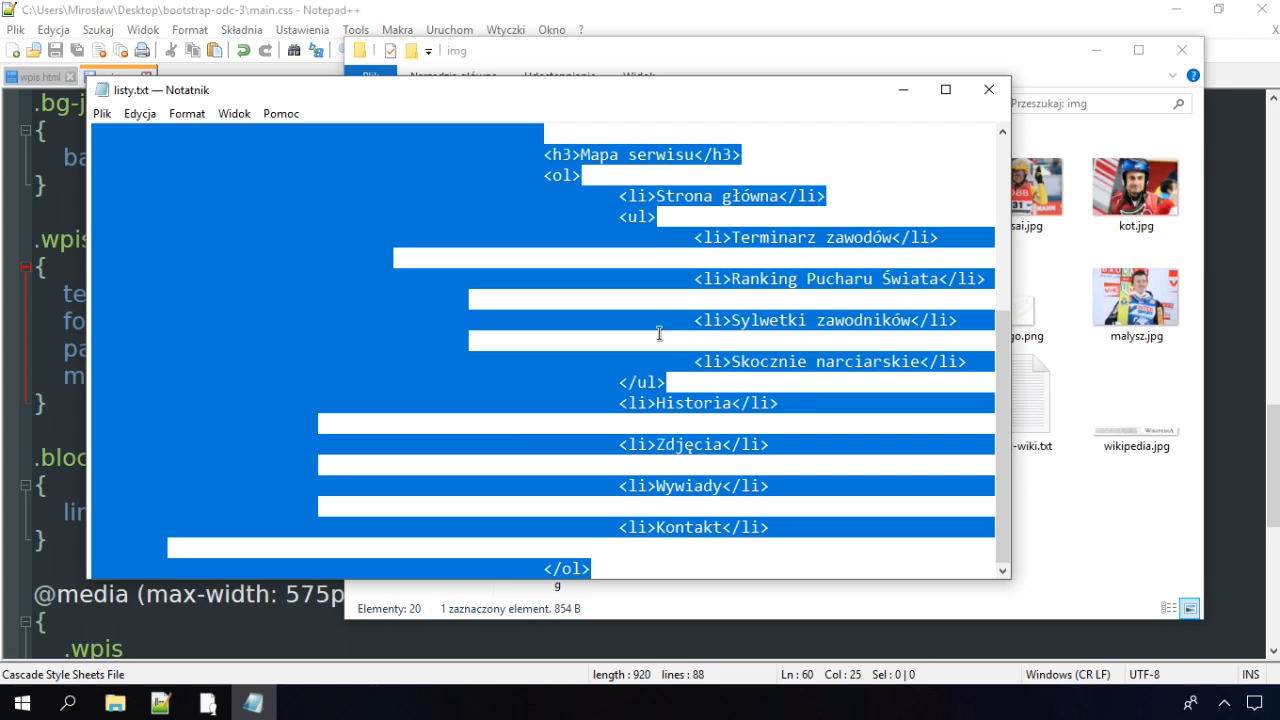 C:\Users\Mirosław\Desktop\bootstrap-odc-3\main.css - Notepad++
Plik Edycja Szukaj Widok Format Składnia Ustawienia Tools Makra Uruchom Wtyczki Okno ? X
img
wpis.html
Plik
Widok
Przeszukaj: img
listy.txt — Notatnik
Plik Edycja Format Widok Pomoc
.bg-j
{
ba
}
.wpis
{
te
fo
pa
m
}
.bloc
{
lin
}
@media (max-width: 575p
{
.wpis
<h3>Mapa serwisu</h3>
<ol>
<li>Strona główna</li>
<ul>
<li>Terminarz zawodów</li>
<li>Ranking Pucharu Świata</li>
<li>Sylwetki zawodników</li>
<li>Skocznie narciarskie</li>
</ul>
<li>Historia</li>
<li>Zdjęcia</li>
<li>Wywiady</li>
<li>Kontakt</li>
</ol>
sai.jpg kot.jpg
go.png malysz.jpg
-wiki.txt wikipedia.jpg
g
Elementy: 20 1 zaznaczony element. 854 B
Cascade Style Sheets File length : 920 lines : 88 Ln : 60 Col : 25 Sel : 0 | 0 Windows (CR LF) UTF-8 INS